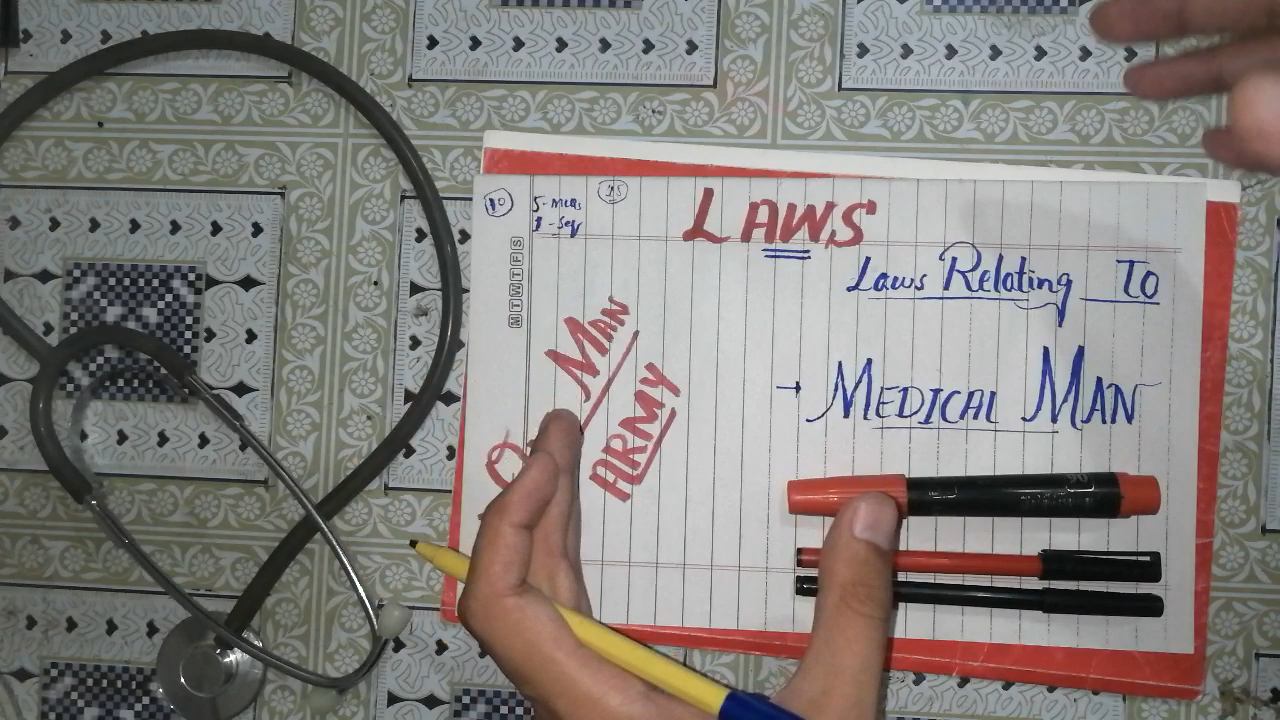 10
5-MCQs
1-Seq
15
LAWS
Laws Relating To
→ MEDICAL MAN
MAN
ARMY
M T W T F S